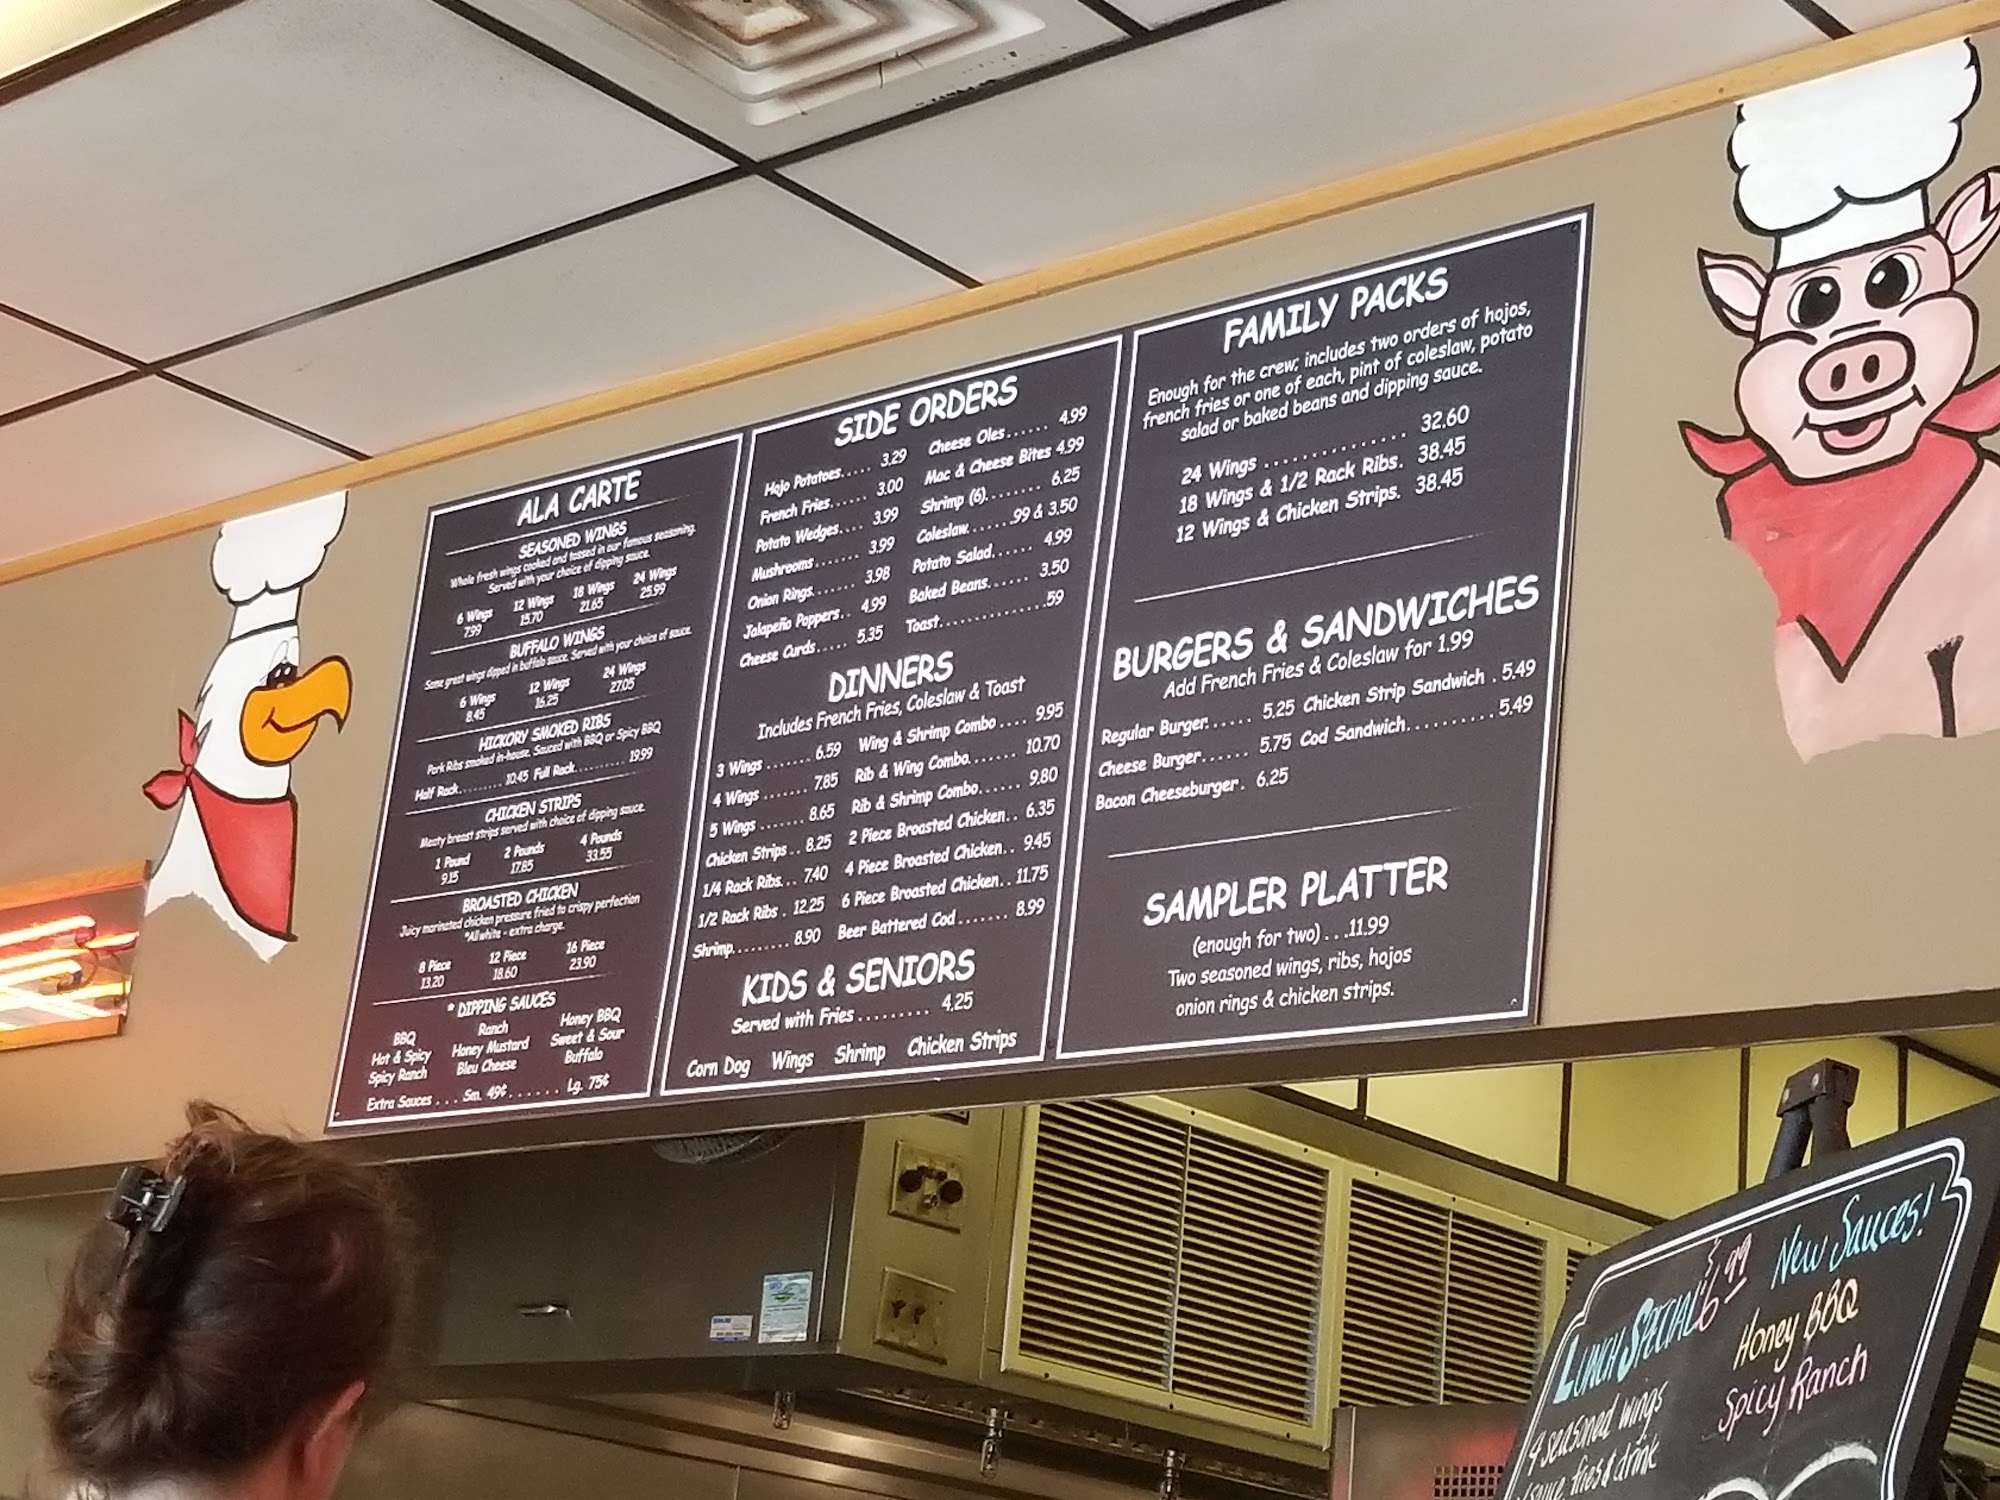 ALA CARTE
SEASONED WINGS
Whole fresh wings cooked and tossed in our famous seasoning.
Served with your choice of dipping sauce.
6 Wings 12 Wings 18 Wings 24 Wings
7.99 15.70 21.65 25.99
BUFFALO WINGS
Same great wings dipped in buffalo sauce. Served with your choice of sauce.
6 Wings 12 Wings 24 Wings
8.45 16.25 27.05
HICKORY SMOKED RIBS
Pork Ribs smoked in-house. Sauced with BBQ or Spicy BBQ
Half Rack......... 10.45 Full Rack.......... 19.99
CHICKEN STRIPS
Meaty breast strips served with choice of dipping sauce.
1 Pound 2 Pounds 4 Pounds
9.15 17.85 33.55
BROASTED CHICKEN
Juicy marinated chicken pressure fried to crispy perfection
*All white - extra charge.
8 Piece 12 Piece 16 Piece
13.20 18.60 23.90
* DIPPING SAUCES
BBQ Ranch Honey BBQ
Hot & Spicy Honey Mustard Sweet & Sour
Spicy Ranch Bleu Cheese Buffalo
Extra Sauces . . . Sm. 49¢ . . . . . . Lg. 75¢
SIDE ORDERS
Hojo Potatoes..... 3.29 Cheese Oles...... 4.99
French Fries...... 3.00 Mac & Cheese Bites 4.99
Potato Wedges.... 3.99 Shrimp (6)........ 6.25
Mushrooms....... 3.99 Coleslaw.......99 & 3.50
Onion Rings....... 3.98 Potato Salad...... 4.99
Jalapeño Poppers.. 4.99 Baked Beans...... 3.50
Cheese Curds..... 5.35 Toast..............59
DINNERS
Includes French Fries, Coleslaw & Toast
3 Wings ....... 6.59 Wing & Shrimp Combo .... 9.95
4 Wings ....... 7.85 Rib & Wing Combo....... 10.70
5 Wings ....... 8.65 Rib & Shrimp Combo...... 9.80
Chicken Strips .. 8.25 2 Piece Broasted Chicken.. 6.35
1/4 Rack Ribs... 7.40 4 Piece Broasted Chicken.. 9.45
1/2 Rack Ribs . 12.25 6 Piece Broasted Chicken.. 11.75
Shrimp......... 8.90 Beer Battered Cod ....... 8.99
KIDS & SENIORS
Served with Fries ......... 4.25
Corn Dog Wings Shrimp Chicken Strips
FAMILY PACKS
Enough for the crew, includes two orders of hojos,
french fries or one of each, pint of coleslaw, potato
salad or baked beans and dipping sauce.
24 Wings ............. 32.60
18 Wings & 1/2 Rack Ribs. 38.45
12 Wings & Chicken Strips. 38.45
BURGERS & SANDWICHES
Add French Fries & Coleslaw for 1.99
Regular Burger...... 5.25 Chicken Strip Sandwich . 5.49
Cheese Burger...... 5.75 Cod Sandwich.......... 5.49
Bacon Cheeseburger. 6.25
SAMPLER PLATTER
(enough for two) . . .11.99
Two seasoned wings, ribs, hojos
onion rings & chicken strips.
Lunch Special $6.99
4 seasoned wings
fries & drink
New Sauces!
Honey BBQ
Spicy Ranch